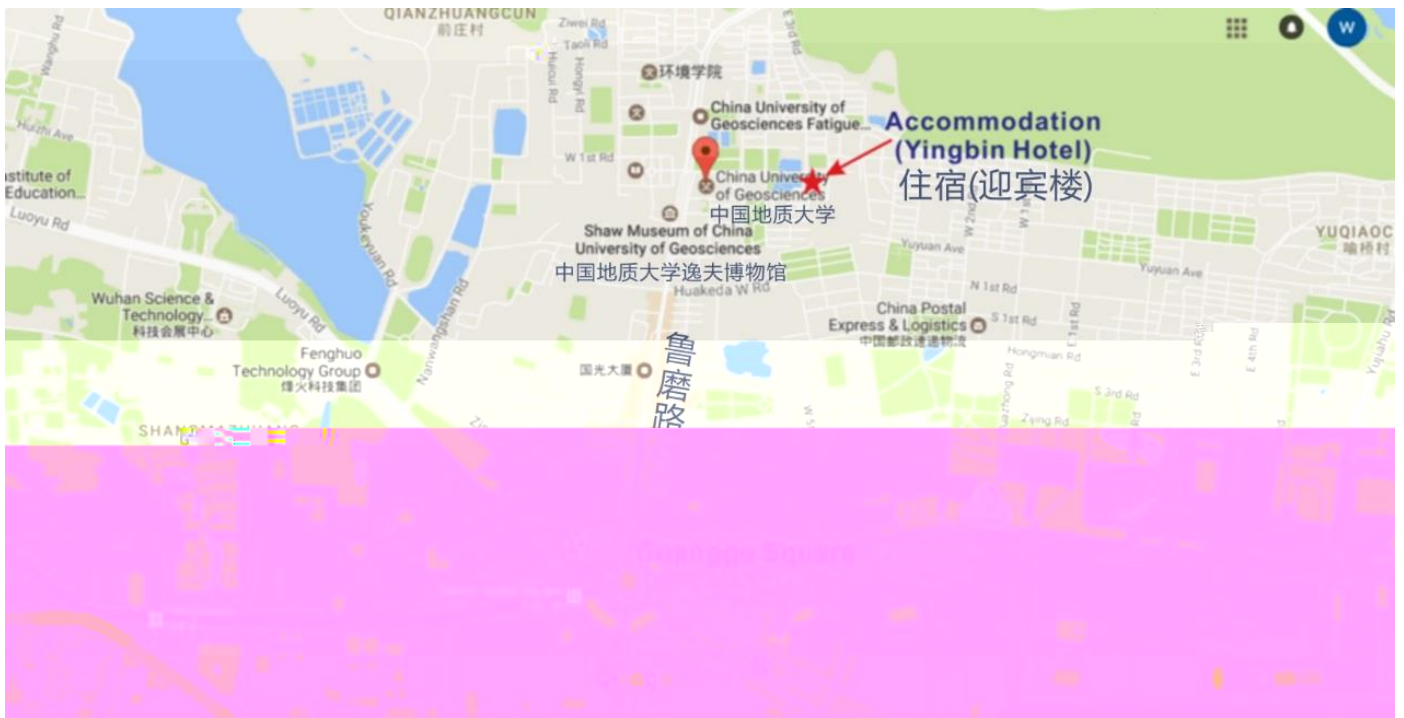 QIANZHUANGCUN
前庄村
Ziwei Rd
Taoli Rd
Wanghu Rd
Huicui Rd
Hongyi Rd
E 3rd Rd
W
环境学院
China University of
Geosciences Fatigue...
Accommodation
(Yingbin Hotel)
住宿(迎宾楼)
Huizhi Ave
W 1st Rd
stitute of
Education...
China University
of Geosciences
中国地质大学
Luoyu Rd
Youkeyuan Rd
Shaw Museum of China
University of Geosciences
中国地质大学逸夫博物馆
W 2nd Rd
W 1st
YUQIAOC
喻桥村
Yuyuan Ave
Yuyuan Ave
Huakeda W Rd
N 1st Rd
Wuhan Science &
Technology...
科技会展中心
Luoyu Rd
Nanwangshan Rd
China Postal
Express & Logistics
中国邮政速递物流
S 1st Rd
E 1st Rd
Yujiahu Rd
Fenghuo
Technology Group
烽火科技集团
国光大厦
鲁磨路
Hongmian Rd
E 3rd Rd
E 4th Rd
S 3rd Rd
Ziying Rd
Guanggu Square